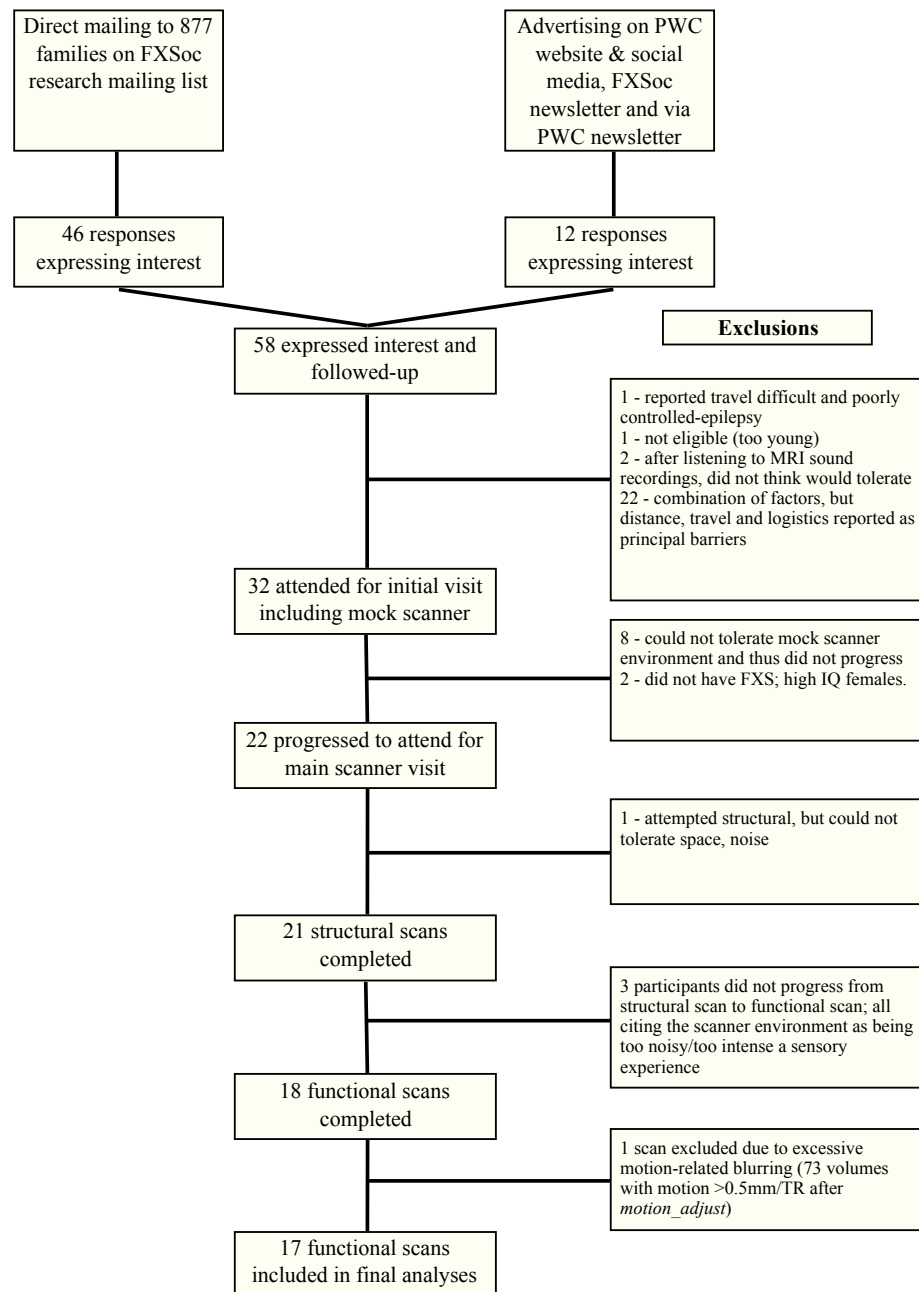 Direct mailing to 877
families on FXSoc
research mailing list
Advertising on PWC
website & social
media, FXSoc
newsletter and via
PWC newsletter
46 responses
expressing interest
12 responses
expressing interest
58 expressed interest and
followed-up
Exclusions
1 - reported travel difficult and poorly
controlled-epilepsy
1 - not eligible (too young)
2 - after listening to MRI sound
recordings, did not think would tolerate
22 - combination of factors, but
distance, travel and logistics reported as
principal barriers
32 attended for initial visit
including mock scanner
8 - could not tolerate mock scanner
environment and thus did not progress
2 - did not have FXS; high IQ females.
22 progressed to attend for
main scanner visit
1 - attempted structural, but could not
tolerate space, noise
21 structural scans
completed
3 participants did not progress from
structural scan to functional scan; all
citing the scanner environment as being
too noisy/too intense a sensory
experience
18 functional scans
completed
1 scan excluded due to excessive
motion-related blurring (73 volumes
with motion >0.5mm/TR after
motion_adjust)
17 functional scans
included in final analyses